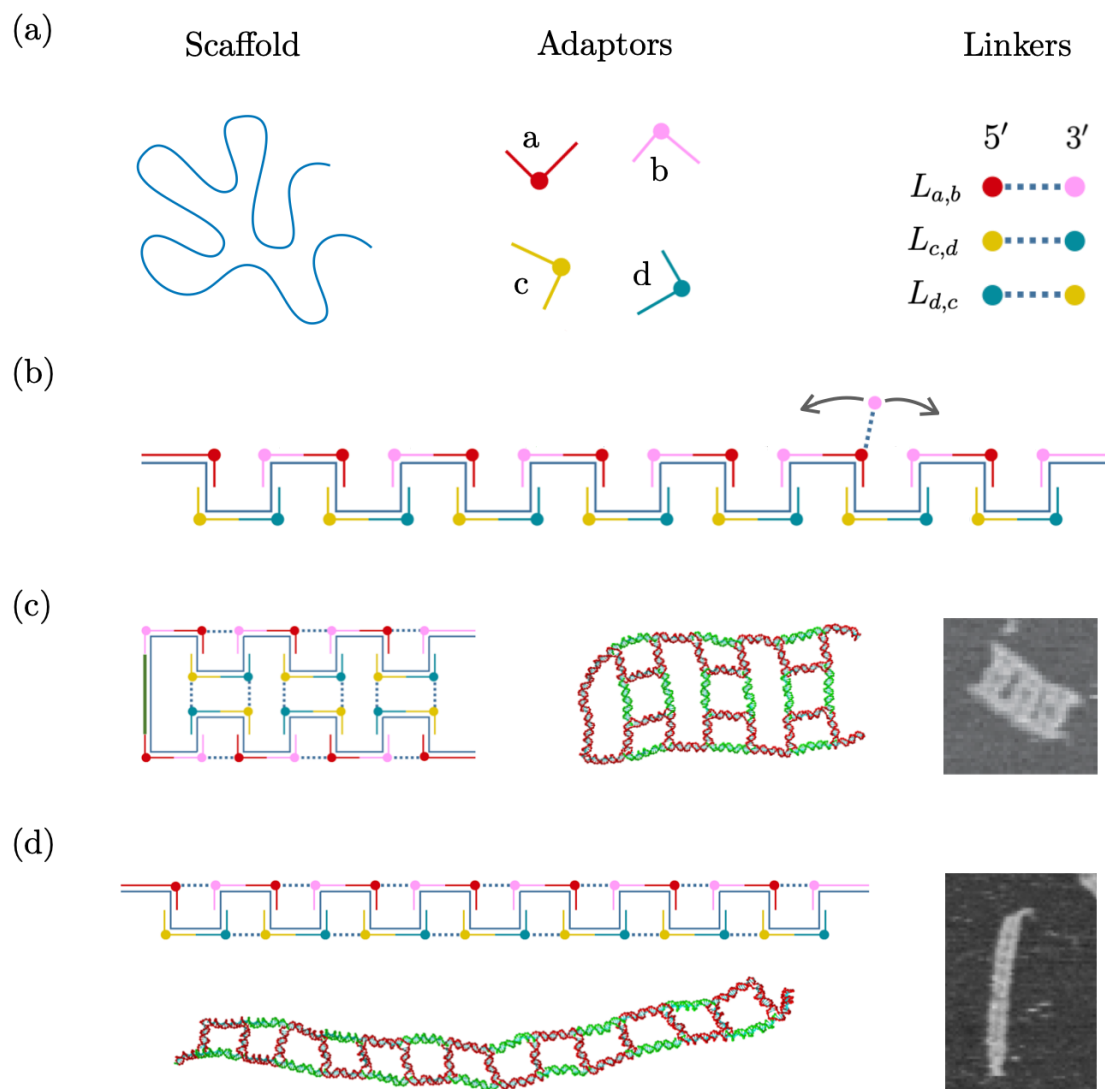 (a)
Scaffold Adaptors Linkers
a
b
c
d
5′ 3′
L_{a,b}
L_{c,d}
L_{d,c}
(b)
(c)
(d)